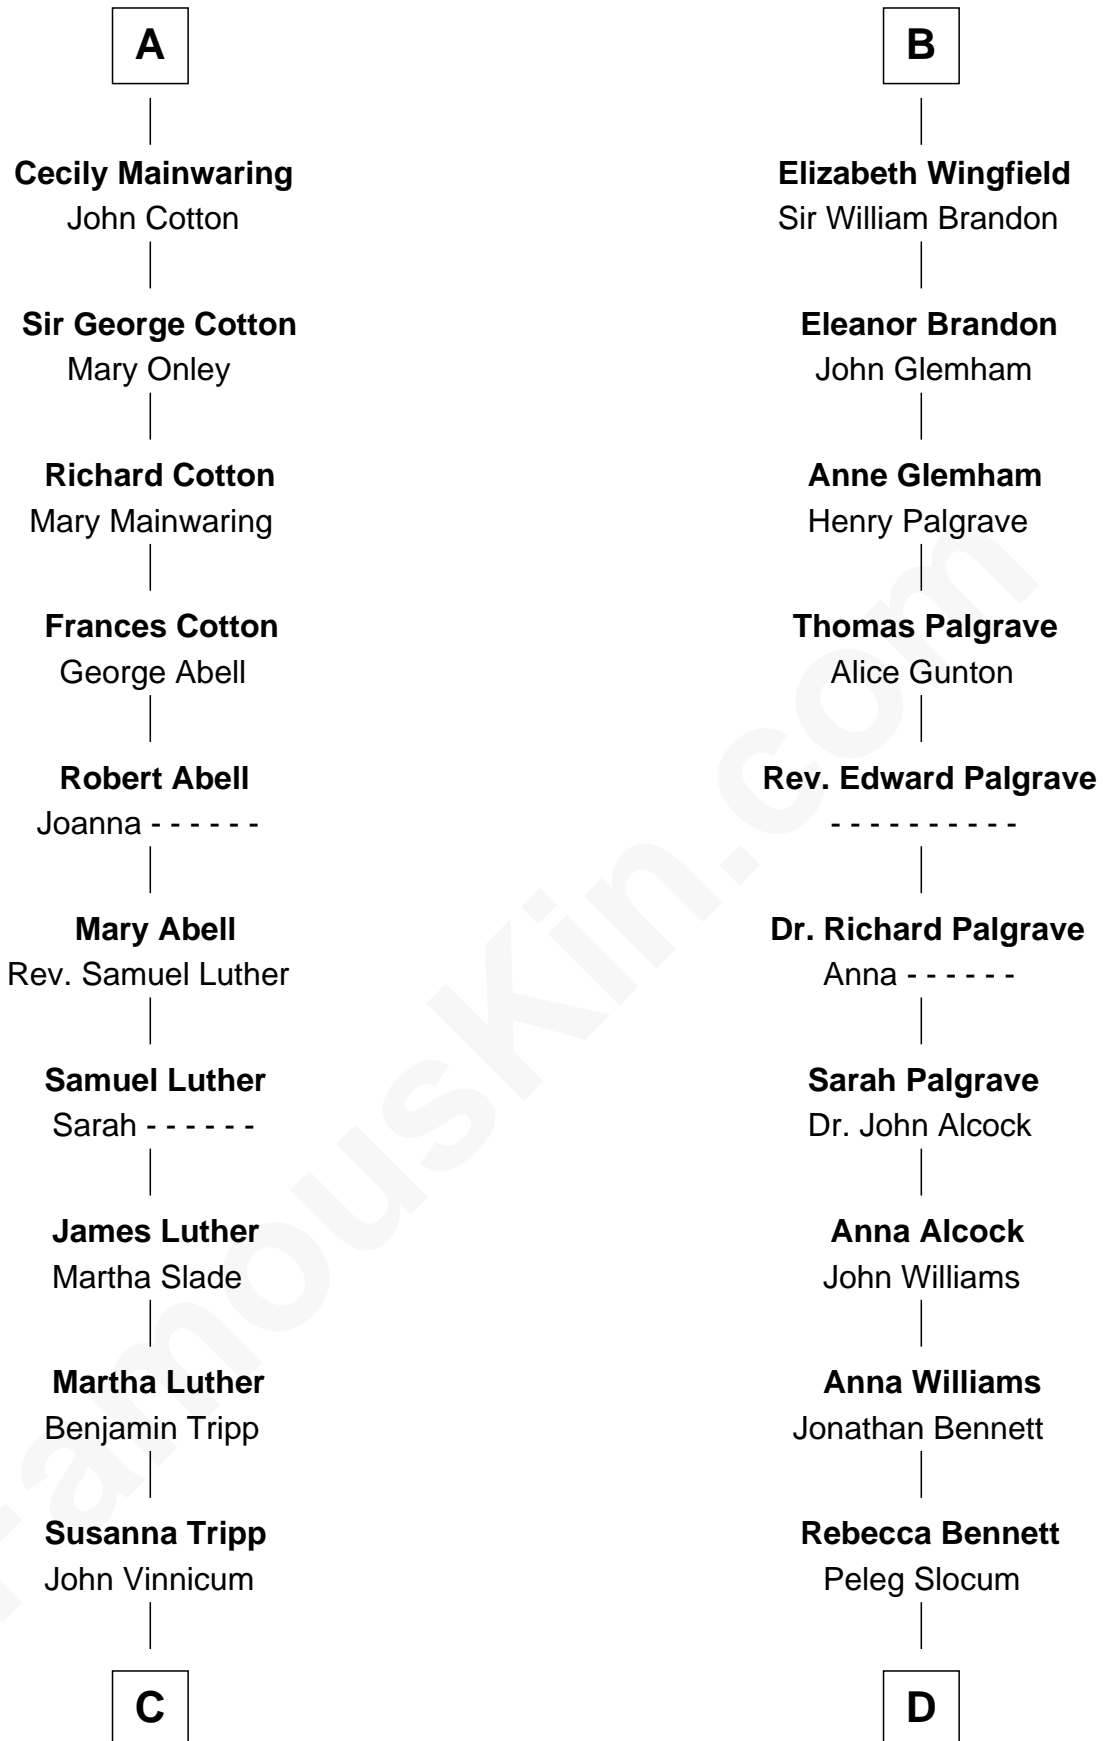 A
Cecily Mainwaring
John Cotton
Sir George Cotton
Mary Onley
Richard Cotton
Mary Mainwaring
Frances Cotton
George Abell
Robert Abell
Joanna - - - - - -
Mary Abell
Rev. Samuel Luther
Samuel Luther
Sarah - - - - - -
James Luther
Martha Slade
Martha Luther
Benjamin Tripp
Susanna Tripp
John Vinnicum
C
B
Elizabeth Wingfield
Sir William Brandon
Eleanor Brandon
John Glemham
Anne Glemham
Henry Palgrave
Thomas Palgrave
Alice Gunton
Rev. Edward Palgrave
- - - - - - - - - -
Dr. Richard Palgrave
Anna - - - - - -
Sarah Palgrave
Dr. John Alcock
Anna Alcock
John Williams
Anna Williams
Jonathan Bennett
Rebecca Bennett
Peleg Slocum
D
FamousKin.com